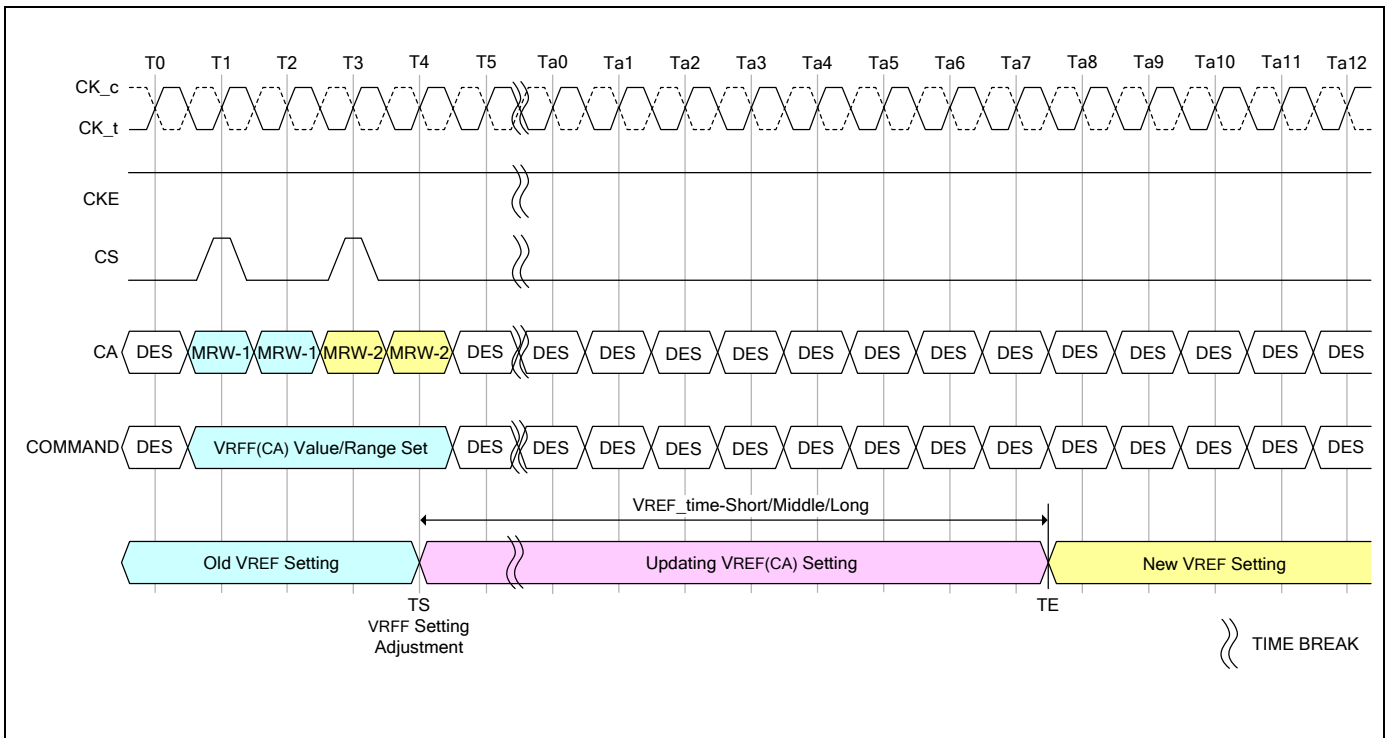 T0 T1 T2 T3 T4 T5 Ta0 Ta1 Ta2 Ta3 Ta4 Ta5 Ta6 Ta7 Ta8 Ta9 Ta10 Ta11 Ta12
CK_c
CK_t
CKE
CS
CA DES MRW-1 MRW-1 MRW-2 MRW-2 DES DES DES DES DES DES DES DES DES DES DES DES DES DES
COMMAND DES VRFF(CA) Value/Range Set DES DES DES DES DES DES DES DES DES DES DES DES DES DES
VREF_time-Short/Middle/Long
Old VREF Setting Updating VREF(CA) Setting New VREF Setting
TS TE
VRFF Setting
Adjustment
TIME BREAK